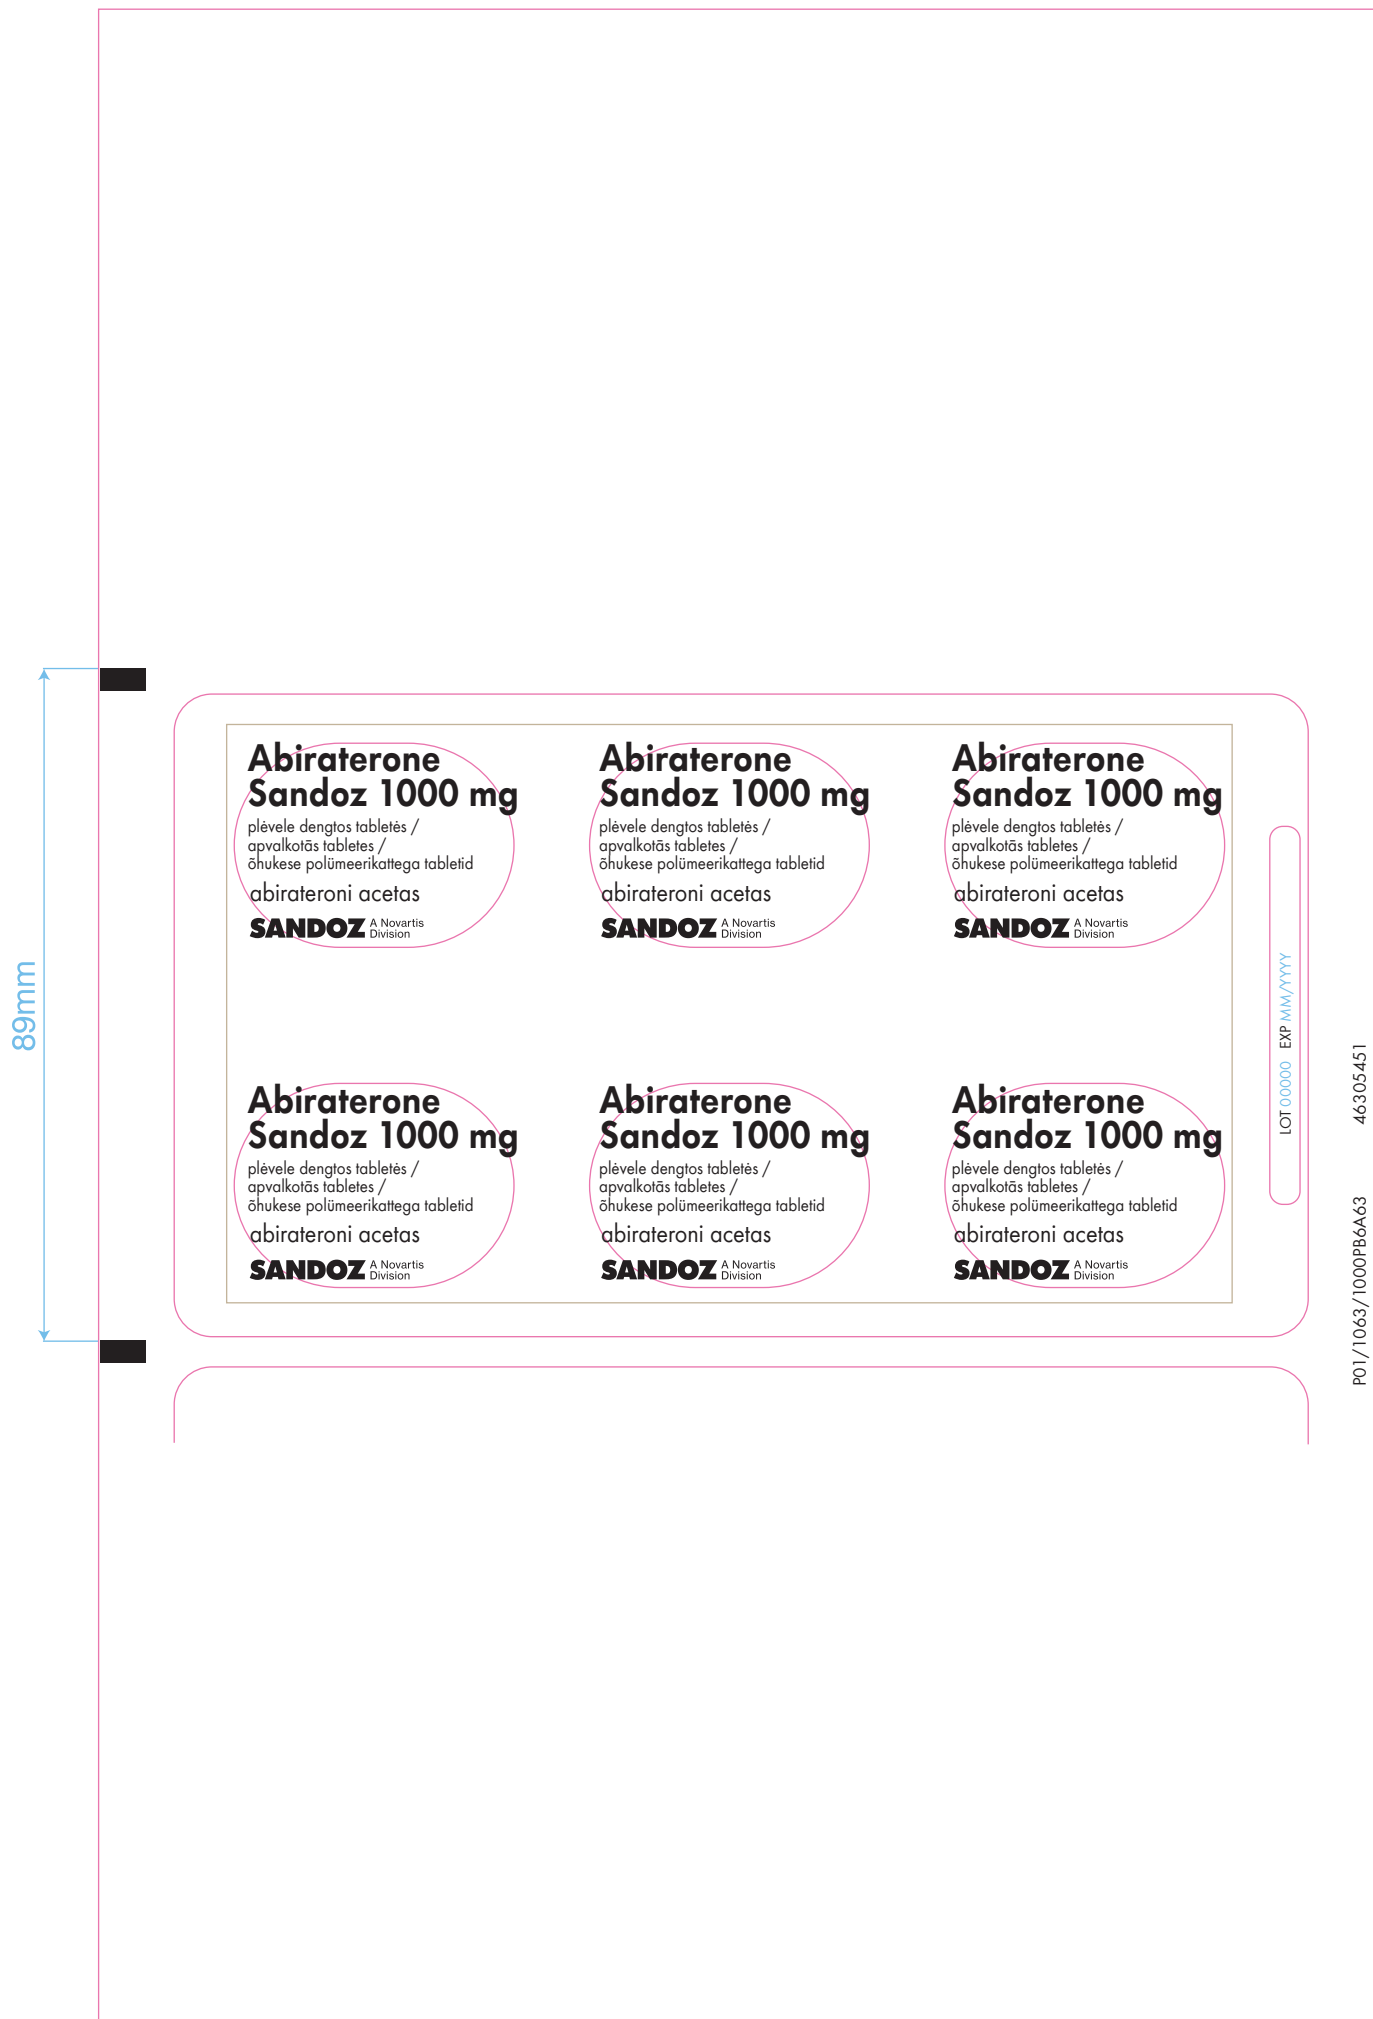 89mm
Abiraterone
Sandoz 1000 mg
plėvele dengtos tabletės /
apvalkotās tabletes /
õhukese polümeerikattega tabletid
abirateroni acetas
SANDOZ A Novartis
Division
Abiraterone
Sandoz 1000 mg
plėvele dengtos tabletės /
apvalkotās tabletes /
õhukese polümeerikattega tabletid
abirateroni acetas
SANDOZ A Novartis
Division
Abiraterone
Sandoz 1000 mg
plėvele dengtos tabletės /
apvalkotās tabletes /
õhukese polümeerikattega tabletid
abirateroni acetas
SANDOZ A Novartis
Division
Abiraterone
Sandoz 1000 mg
plėvele dengtos tabletės /
apvalkotās tabletes /
õhukese polümeerikattega tabletid
abirateroni acetas
SANDOZ A Novartis
Division
Abiraterone
Sandoz 1000 mg
plėvele dengtos tabletės /
apvalkotās tabletes /
õhukese polümeerikattega tabletid
abirateroni acetas
SANDOZ A Novartis
Division
Abiraterone
Sandoz 1000 mg
plėvele dengtos tabletės /
apvalkotās tabletes /
õhukese polümeerikattega tabletid
abirateroni acetas
SANDOZ A Novartis
Division
LOT 00000 EXP MM/YYYY
P01/1063/1000PB6A63 46305451